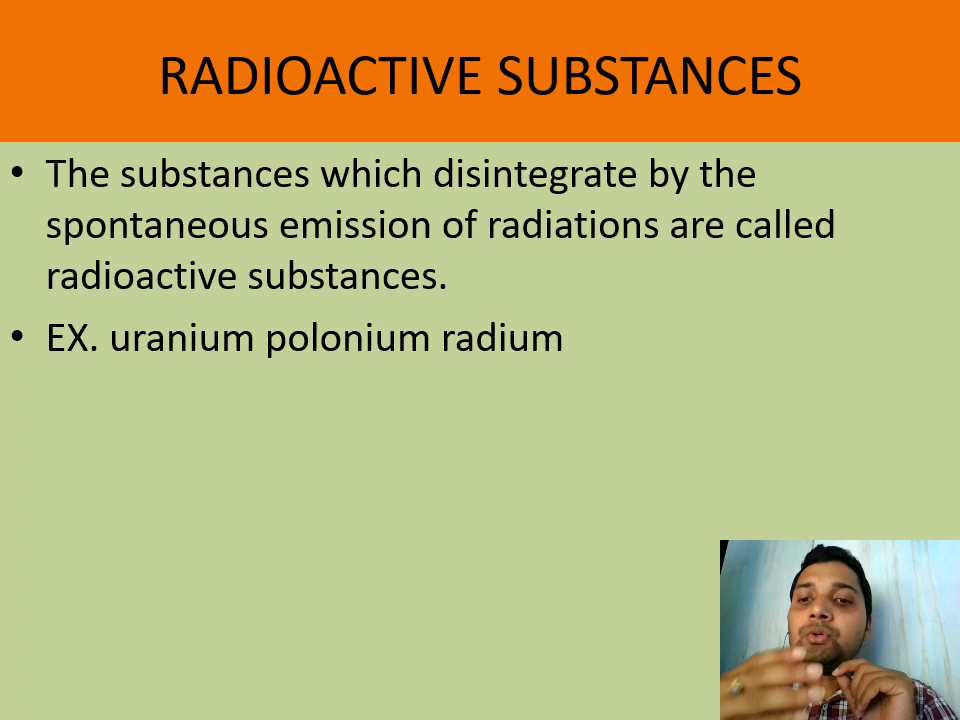 RADIOACTIVE SUBSTANCES
• The substances which disintegrate by the
spontaneous emission of radiations are called
radioactive substances.
• EX. uranium polonium radium